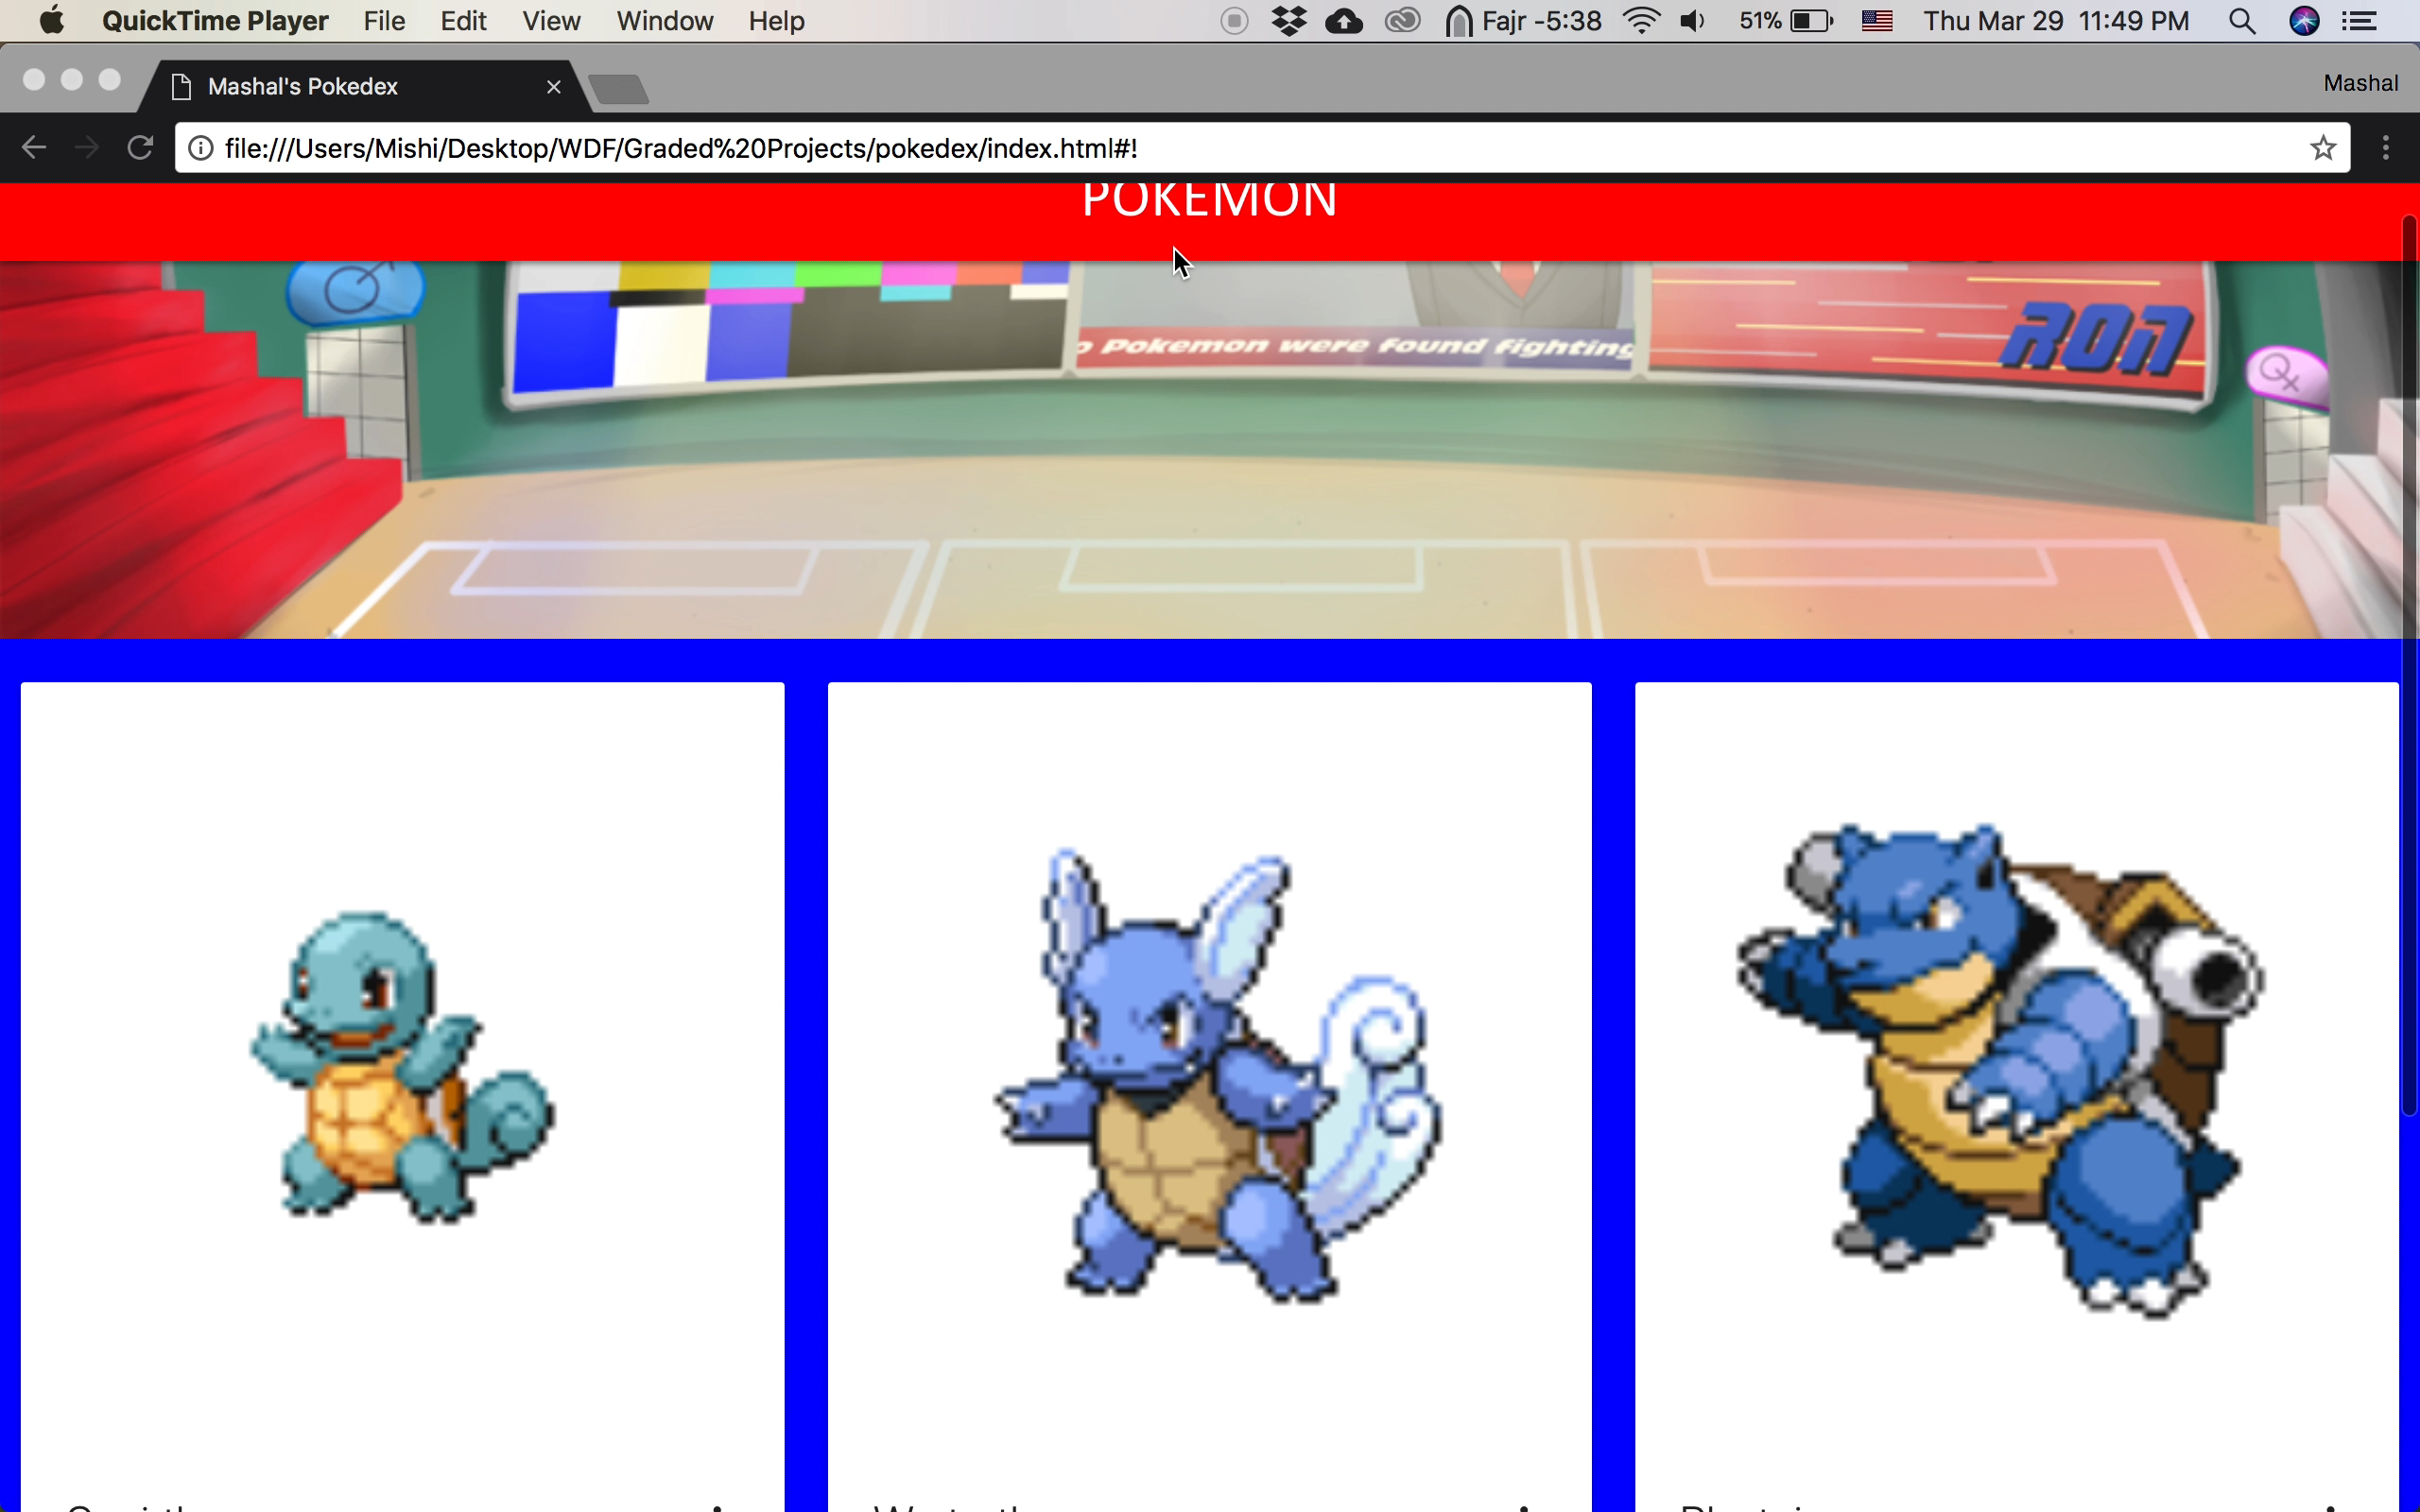 QuickTime Player File Edit View Window Help Fajr -5:38 51% Thu Mar 29 11:49 PM
Mashal's Pokedex Mashal
file:///Users/Mishi/Desktop/WDF/Graded%20Projects/pokedex/index.html#!
POKEMON
Pokemon were found fighting